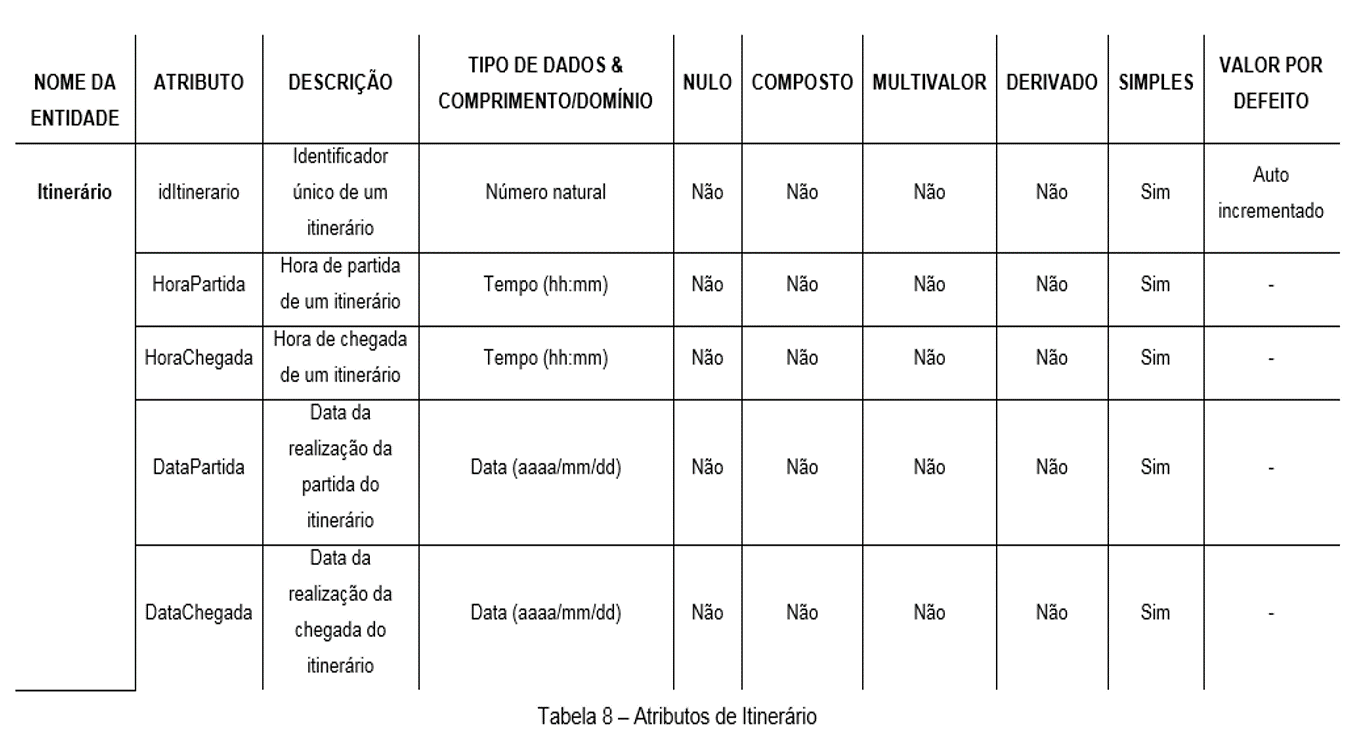 NOME DA ENTIDADE ATRIBUTO DESCRIÇÃO TIPO DE DADOS & COMPRIMENTO/DOMÍNIO NULO COMPOSTO MULTIVALOR DERIVADO SIMPLES VALOR POR DEFEITO
Itinerário idItinerario Identificador único de um itinerário Número natural Não Não Não Não Sim Auto incrementado
HoraPartida Hora de partida de um itinerário Tempo (hh:mm) Não Não Não Não Sim -
HoraChegada Hora de chegada de um itinerário Tempo (hh:mm) Não Não Não Não Sim -
DataPartida Data da realização da partida do itinerário Data (aaaa/mm/dd) Não Não Não Não Sim -
DataChegada Data da realização da chegada do itinerário Data (aaaa/mm/dd) Não Não Não Não Sim -
Tabela 8 – Atributos de Itinerário